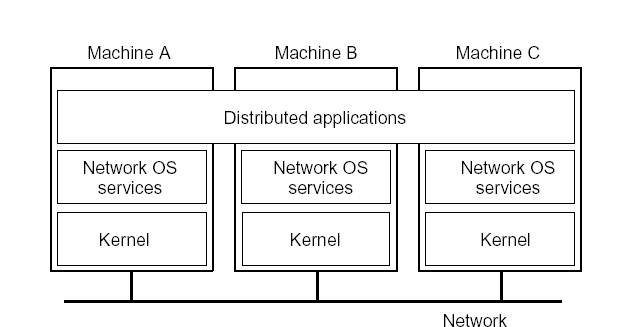 Machine A
Machine B
Machine C
Distributed applications
Network OS
services
Network OS
services
Network OS
services
Kernel
Kernel
Kernel
Network